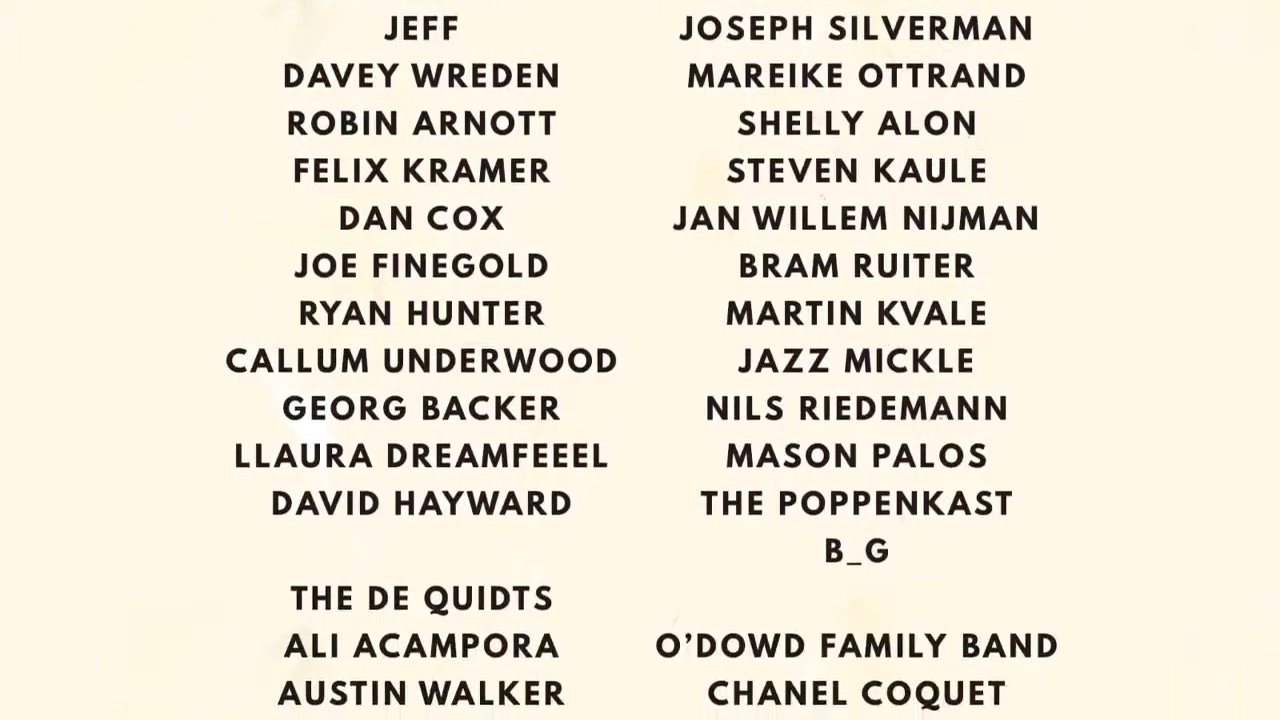 JEFF
DAVEY WREDEN
ROBIN ARNOTT
FELIX KRAMER
DAN COX
JOE FINEGOLD
RYAN HUNTER
CALLUM UNDERWOOD
GEORG BACKER
LLAURA DREAMFEEEL
DAVID HAYWARD
THE DE QUIDTS
ALI ACAMPORA
AUSTIN WALKER
JOSEPH SILVERMAN
MAREIKE OTTRAND
SHELLY ALON
STEVEN KAULE
JAN WILLEM NIJMAN
BRAM RUITER
MARTIN KVALE
JAZZ MICKLE
NILS RIEDEMANN
MASON PALOS
THE POPPENKAST
B_G
O’DOWD FAMILY BAND
CHANEL COQUET